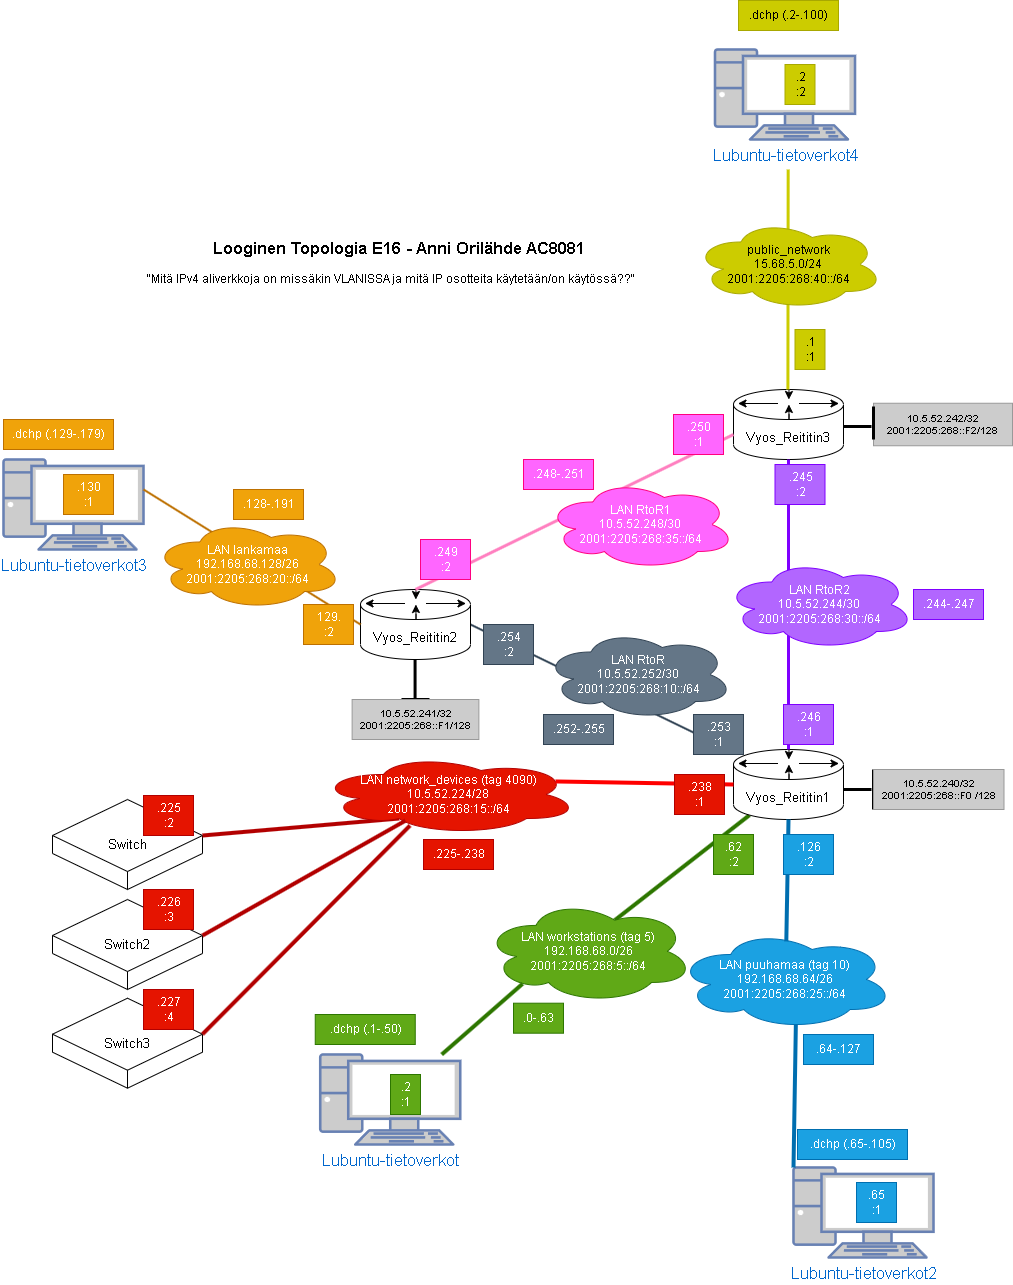 .dchp (.2-.100)
.2
:2
Lubuntu-tietoverkot4
public_network
15.68.5.0/24
2001:2205:268:40::/64
Looginen Topologia E16 - Anni Orilähde AC8081
"Mitä IPv4 aliverkkoja on missäkin VLANISSA ja mitä IP osotteita käytetään/on käytössä??"
.1
:1
Vyos_Reititin3
10.5.52.242/32
2001:2205:268::F2/128
.250
:1
.245
:2
.248-.251
LAN RtoR1
10.5.52.248/30
2001:2205:268:35::/64
.dchp (.129-.179)
.130
:1
Lubuntu-tietoverkot3
.128-.191
LAN lankamaa
192.168.68.128/26
2001:2205:268:20::/64
129.
:2
.249
:2
Vyos_Reititin2
10.5.52.241/32
2001:2205:268::F1/128
.254
:2
LAN RtoR
10.5.52.252/30
2001:2205:268:10::/64
.252-.255
.253
:1
LAN RtoR2
10.5.52.244/30
2001:2205:268:30::/64
.244-.247
.246
:1
Vyos_Reititin1
10.5.52.240/32
2001:2205:268::F0 /128
.238
:1
LAN network_devices (tag 4090)
10.5.52.224/28
2001:2205:268:15::/64
.225-.238
.225
:2
Switch
.226
:3
Switch2
.227
:4
Switch3
.62
:2
.126
:2
LAN workstations (tag 5)
192.168.68.0/26
2001:2205:268:5::/64
.0-.63
LAN puuhamaa (tag 10)
192.168.68.64/26
2001:2205:268:25::/64
.64-.127
.dchp (.1-.50)
.2
:1
Lubuntu-tietoverkot
.dchp (.65-.105)
.65
:1
Lubuntu-tietoverkot2